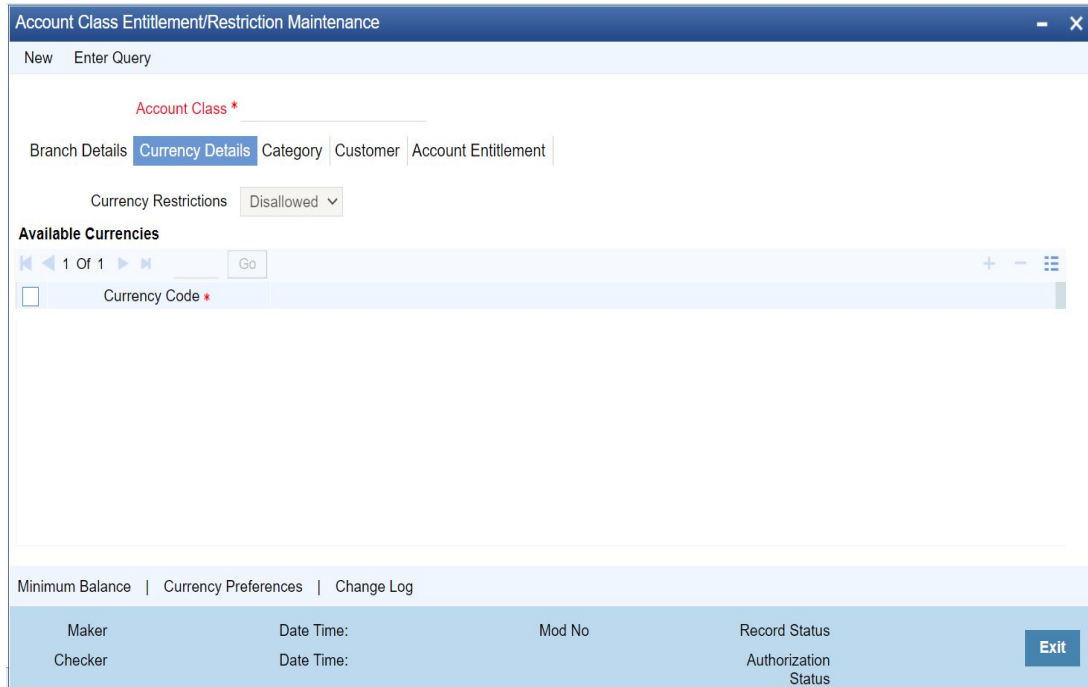 Account Class Entitlement/Restriction Maintenance
New Enter Query
Account Class *
Branch Details Currency Details Category Customer Account Entitlement
Currency Restrictions Disallowed
Available Currencies
1 Of 1 Go
Currency Code *
Minimum Balance | Currency Preferences | Change Log
Maker Date Time: Mod No Record Status
Checker Date Time: Authorization Status
Exit